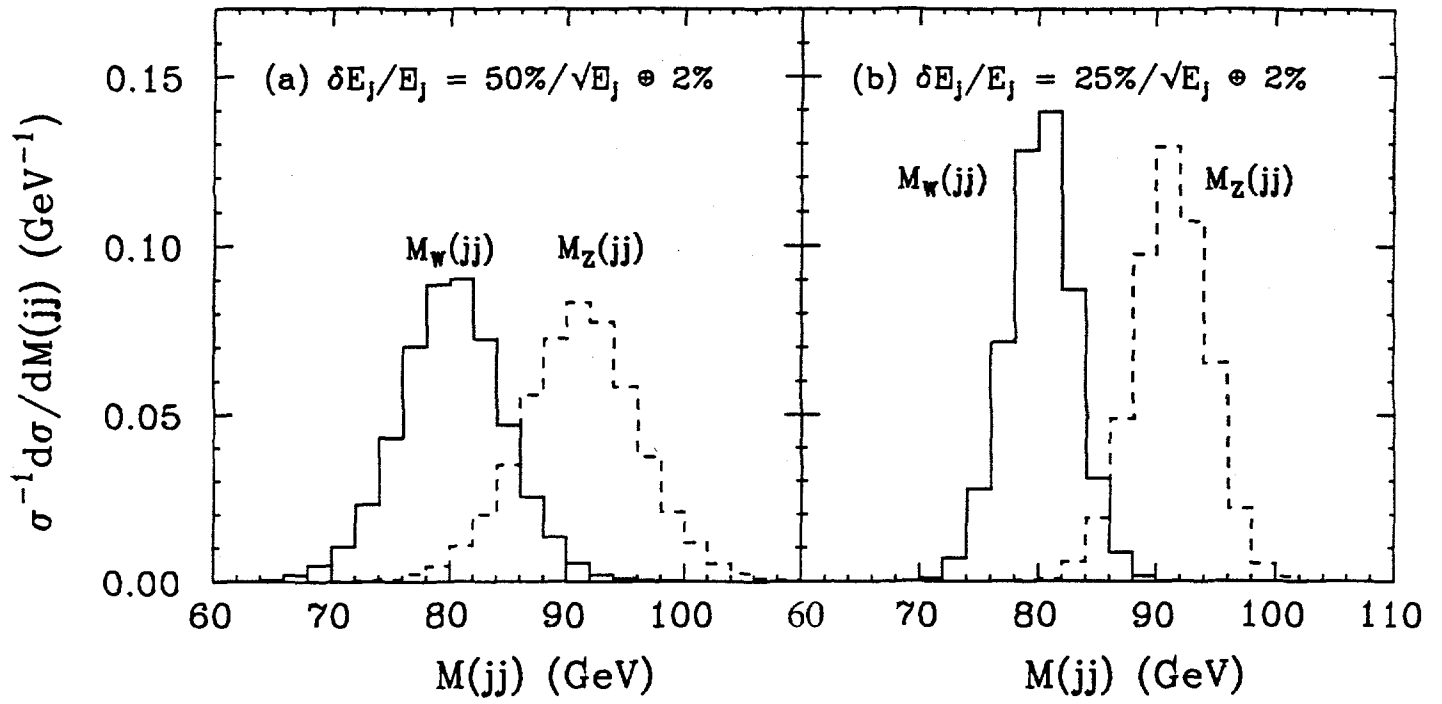 0.15
0.10
0.05
0.00
σ⁻¹dσ/dM(jj) (GeV⁻¹)
(a) δE_j/E_j = 50%/√E_j ⊕ 2%
M_W(jj)
M_Z(jj)
60 70 80 90 100
M(jj) (GeV)
(b) δE_j/E_j = 25%/√E_j ⊕ 2%
M_W(jj)
M_Z(jj)
60 70 80 90 100 110
M(jj) (GeV)